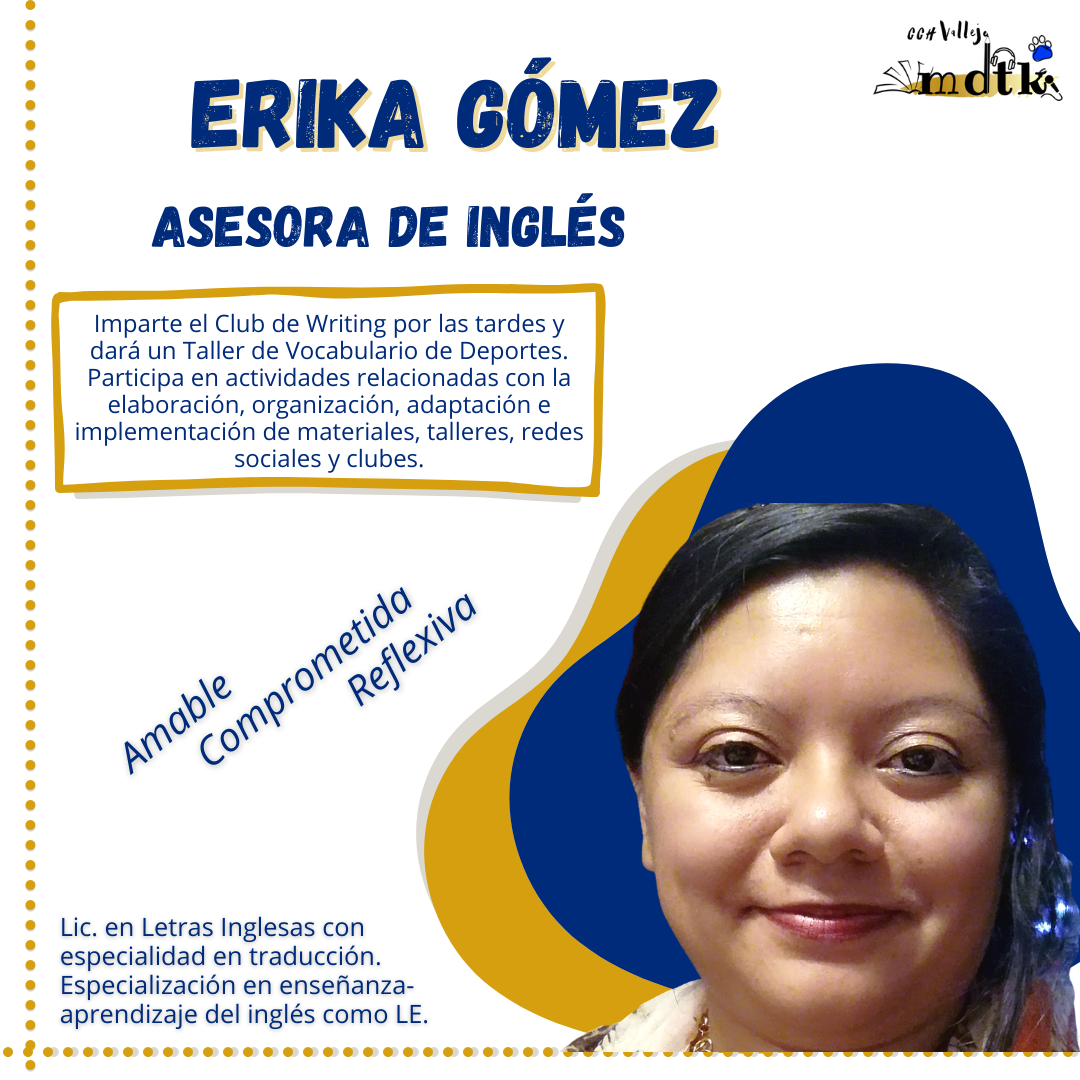 CCH Vallejo
mdtk
ERIKA GÓMEZ
ASESORA DE INGLÉS
Imparte el Club de Writing por las tardes y
dará un Taller de Vocabulario de Deportes.
Participa en actividades relacionadas con la
elaboración, organización, adaptación e
implementación de materiales, talleres, redes
sociales y clubes.
Amable
Comprometida
Reflexiva
Lic. en Letras Inglesas con
especialidad en traducción.
Especialización en enseñanza-
aprendizaje del inglés como LE.